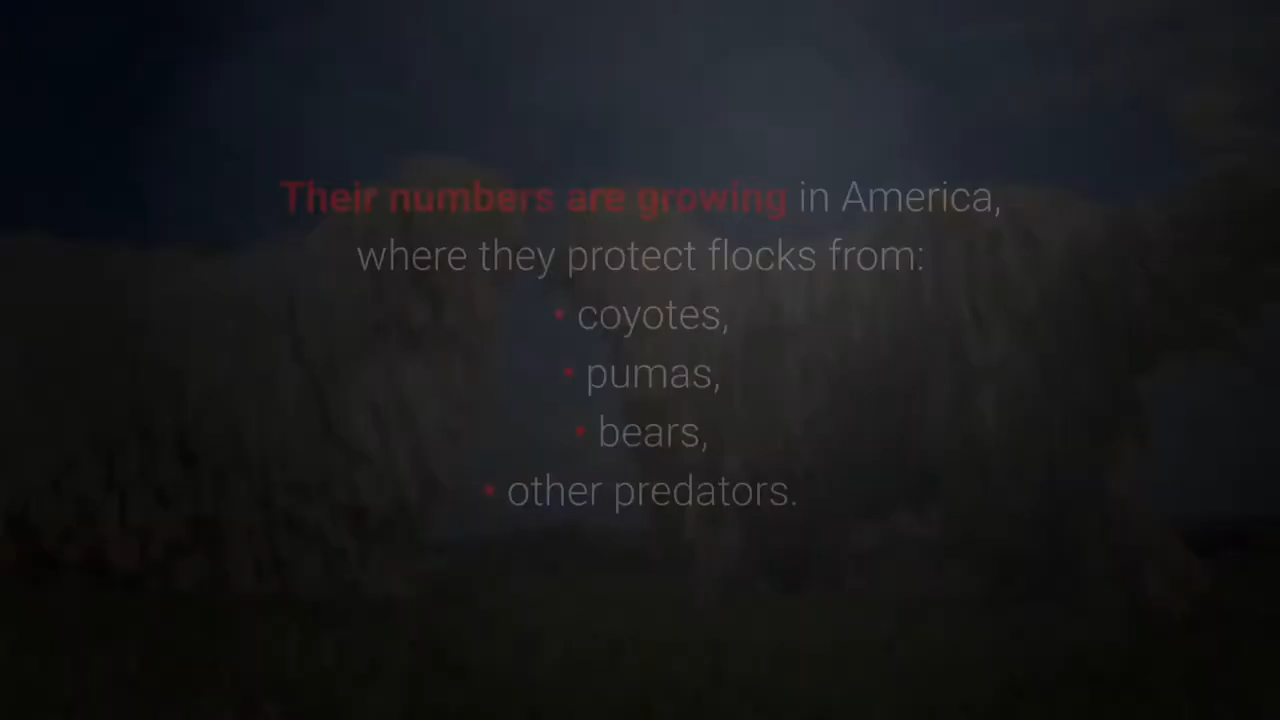 Their numbers are growing in America,
where they protect flocks from:
• coyotes,
• pumas,
• bears,
• other predators.